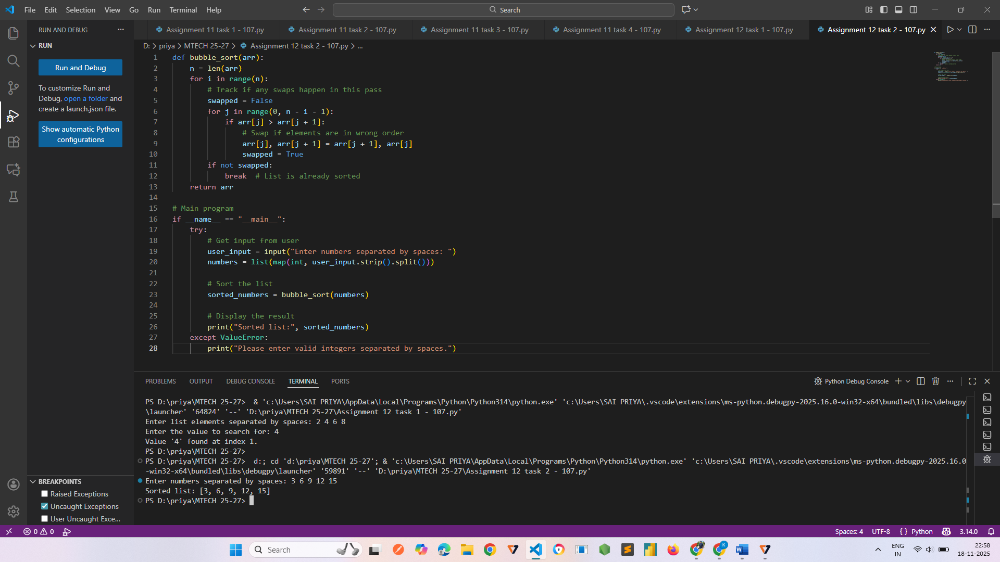 File Edit Selection View Go Run Terminal Help
Search
RUN AND DEBUG
Assignment 11 task 1 - 107.py
Assignment 11 task 2 - 107.py
Assignment 11 task 3 - 107.py
Assignment 11 task 4 - 107.py
Assignment 12 task 1 - 107.py
Assignment 12 task 2 - 107.py
RUN
Run and Debug
To customize Run and
Debug, open a folder and
create a launch.json file.
Show automatic Python
configurations
D: > priya > MTECH 25-27 > Assignment 12 task 2 - 107.py > ...
1 def bubble_sort(arr):
2     n = len(arr)
3     for i in range(n):
4         # Track if any swaps happen in this pass
5         swapped = False
6         for j in range(0, n - i - 1):
7             if arr[j] > arr[j + 1]:
8                 # Swap if elements are in wrong order
9                 arr[j], arr[j + 1] = arr[j + 1], arr[j]
10                 swapped = True
11         if not swapped:
12             break  # List is already sorted
13     return arr
14
15 # Main program
16 if __name__ == "__main__":
17     try:
18         # Get input from user
19         user_input = input("Enter numbers separated by spaces: ")
20         numbers = list(map(int, user_input.strip().split()))
21
22         # Sort the list
23         sorted_numbers = bubble_sort(numbers)
24
25         # Display the result
26         print("Sorted list:", sorted_numbers)
27     except ValueError:
28         print("Please enter valid integers separated by spaces.")
PROBLEMS OUTPUT DEBUG CONSOLE TERMINAL PORTS
Python Debug Console
PS D:\priya\MTECH 25-27>  & 'c:\Users\SAI PRIYA\AppData\Local\Programs\Python\Python314\python.exe' 'c:\Users\SAI PRIYA\.vscode\extensions\ms-python.debugpy-2025.16.0-win32-x64\bundled\libs\debugpy
\launcher' '64824' '--' 'D:\priya\MTECH 25-27\Assignment 12 task 1 - 107.py'
Enter list elements separated by spaces: 2 4 6 8
Enter the value to search for: 4
Value '4' found at index 1.
PS D:\priya\MTECH 25-27>
PS D:\priya\MTECH 25-27>  d:; cd 'd:\priya\MTECH 25-27'; & 'c:\Users\SAI PRIYA\AppData\Local\Programs\Python\Python314\python.exe' 'c:\Users\SAI PRIYA\.vscode\extensions\ms-python.debugpy-2025.16.0
-win32-x64\bundled\libs\debugpy\launcher' '59891' '--' 'D:\priya\MTECH 25-27\Assignment 12 task 2 - 107.py'
Enter numbers separated by spaces: 3 6 9 12 15
Sorted list: [3, 6, 9, 12, 15]
PS D:\priya\MTECH 25-27>
BREAKPOINTS
Raised Exceptions
Uncaught Exceptions
User Uncaught Exce...
0 0
Spaces: 4 UTF-8 { } Python 3.14.0
Search
ENG
IN
22:58
18-11-2025